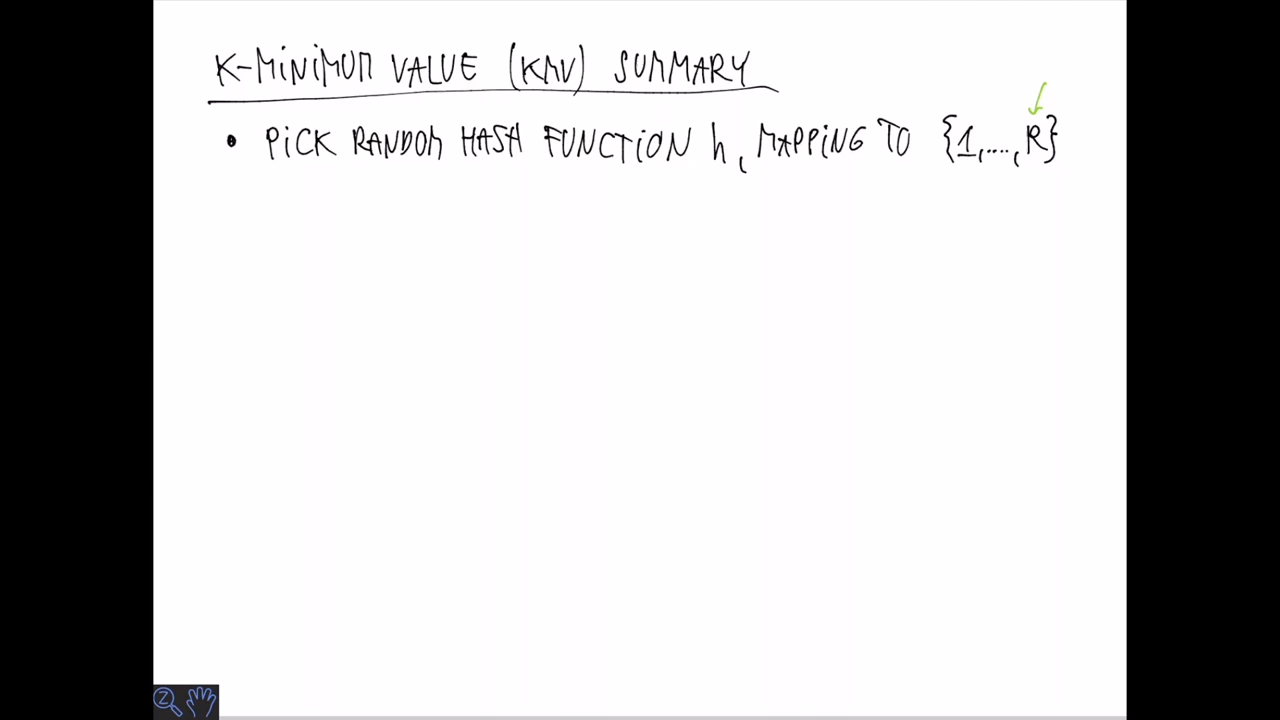 K-MINIMUM VALUE (KMV) SUMMARY
• PICK RANDOM HASH FUNCTION h, MAPPING TO {1,....,R}
Z